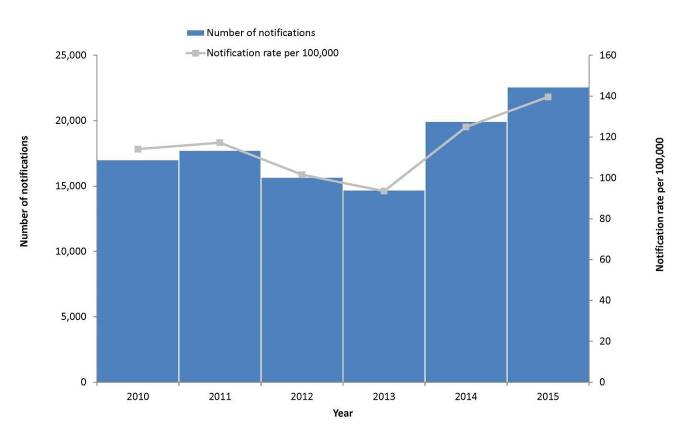 Number of notifications
Notification rate per 100,000
25,000
20,000
15,000
10,000
5,000
0
160
140
120
100
80
60
40
20
0
Number of notifications
Notification rate per 100,000
2010 2011 2012 2013 2014 2015
Year